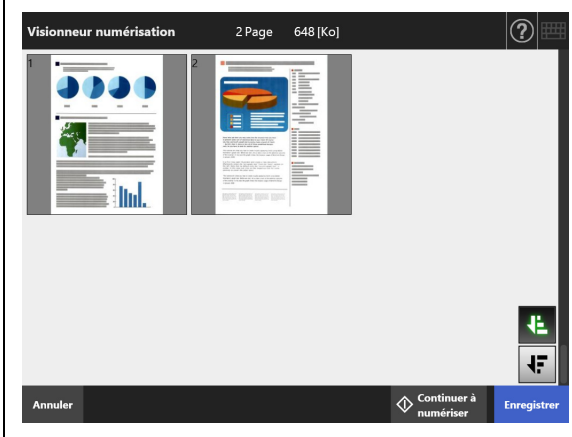 Visionneur numérisation 2 Page 648 [Ko]
1 2
Annuler
Continuer à
numériser
Enregistrer